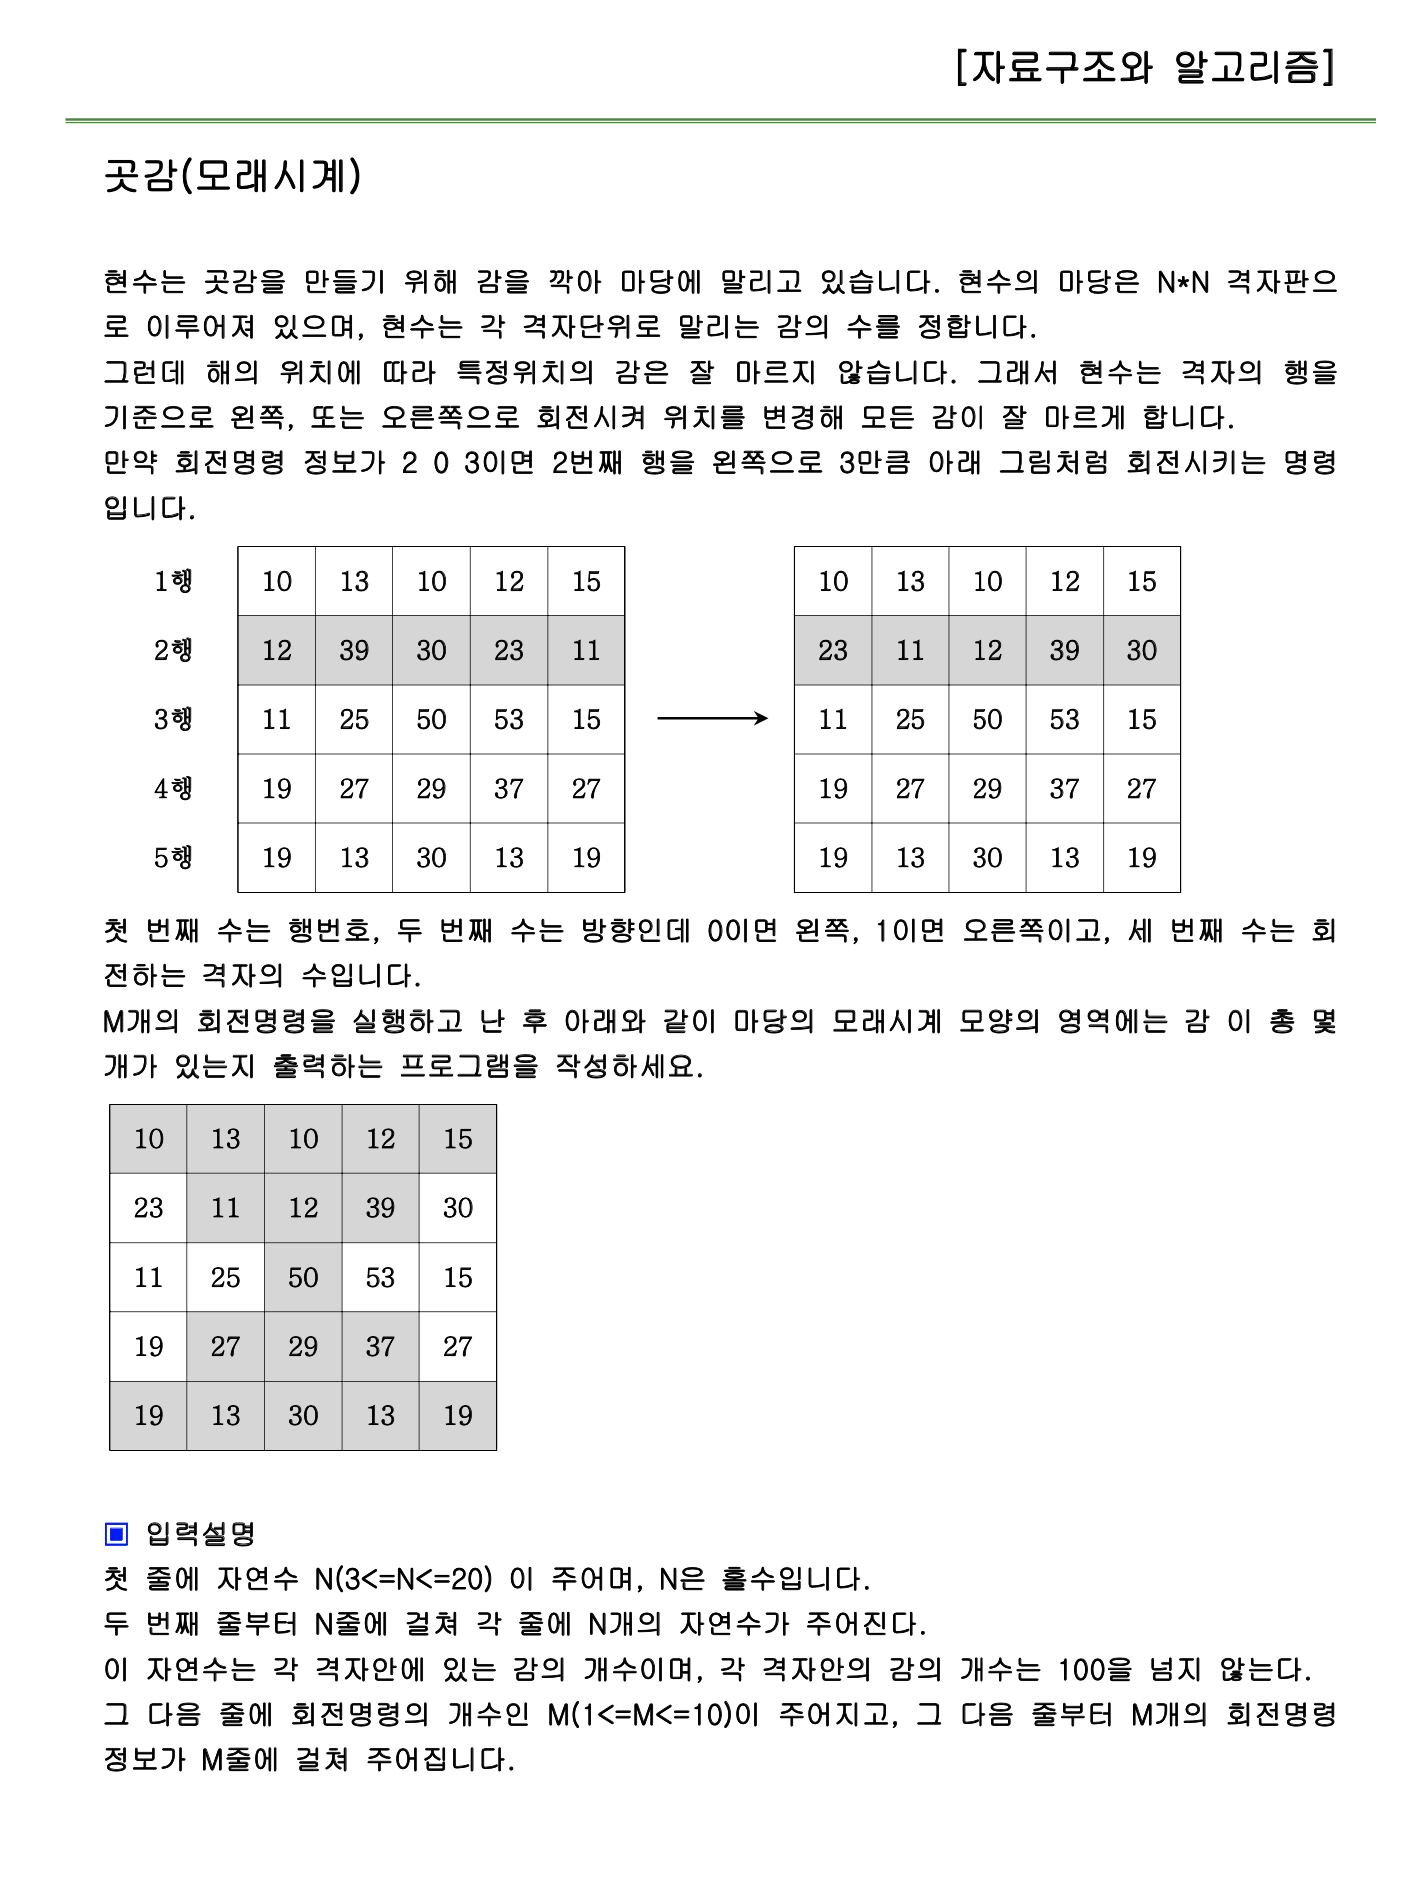 [자료구조와 알고리즘]
곳감(모래시계)
현수는 곳감을 만들기 위해 감을 깍아 마당에 말리고 있습니다. 현수의 마당은 N*N 격자판으
로 이루어져 있으며, 현수는 각 격자단위로 말리는 감의 수를 정합니다.
그런데 해의 위치에 따라 특정위치의 감은 잘 마르지 않습니다. 그래서 현수는 격자의 행을
기준으로 왼쪽, 또는 오른쪽으로 회전시켜 위치를 변경해 모든 감이 잘 마르게 합니다.
만약 회전명령 정보가 2 0 3이면 2번째 행을 왼쪽으로 3만큼 아래 그림처럼 회전시키는 명령
입니다.
1행 10 13 10 12 15 10 13 10 12 15
2행 12 39 30 23 11 23 11 12 39 30
3행 11 25 50 53 15 11 25 50 53 15
4행 19 27 29 37 27 19 27 29 37 27
5행 19 13 30 13 19 19 13 30 13 19
첫 번째 수는 행번호, 두 번째 수는 방향인데 0이면 왼쪽, 1이면 오른쪽이고, 세 번째 수는 회
전하는 격자의 수입니다.
M개의 회전명령을 실행하고 난 후 아래와 같이 마당의 모래시계 모양의 영역에는 감 이 총 몇
개가 있는지 출력하는 프로그램을 작성하세요.
10 13 10 12 15
23 11 12 39 30
11 25 50 53 15
19 27 29 37 27
19 13 30 13 19
▣ 입력설명
첫 줄에 자연수 N(3<=N<=20) 이 주어며, N은 홀수입니다.
두 번째 줄부터 N줄에 걸쳐 각 줄에 N개의 자연수가 주어진다.
이 자연수는 각 격자안에 있는 감의 개수이며, 각 격자안의 감의 개수는 100을 넘지 않는다.
그 다음 줄에 회전명령의 개수인 M(1<=M<=10)이 주어지고, 그 다음 줄부터 M개의 회전명령
정보가 M줄에 걸쳐 주어집니다.